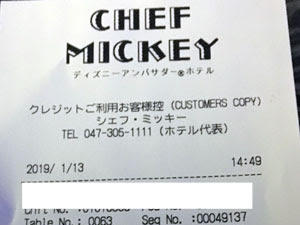 CHEF
MICKEY
ディズニーアンバサダー®ホテル
クレジットご利用お客様控 (CUSTOMERS COPY)
シェフ・ミッキー
TEL 047-305-1111 (ホテル代表)
2019/ 1/13 14:49
Table No. : 0063 Seq No. :00049137